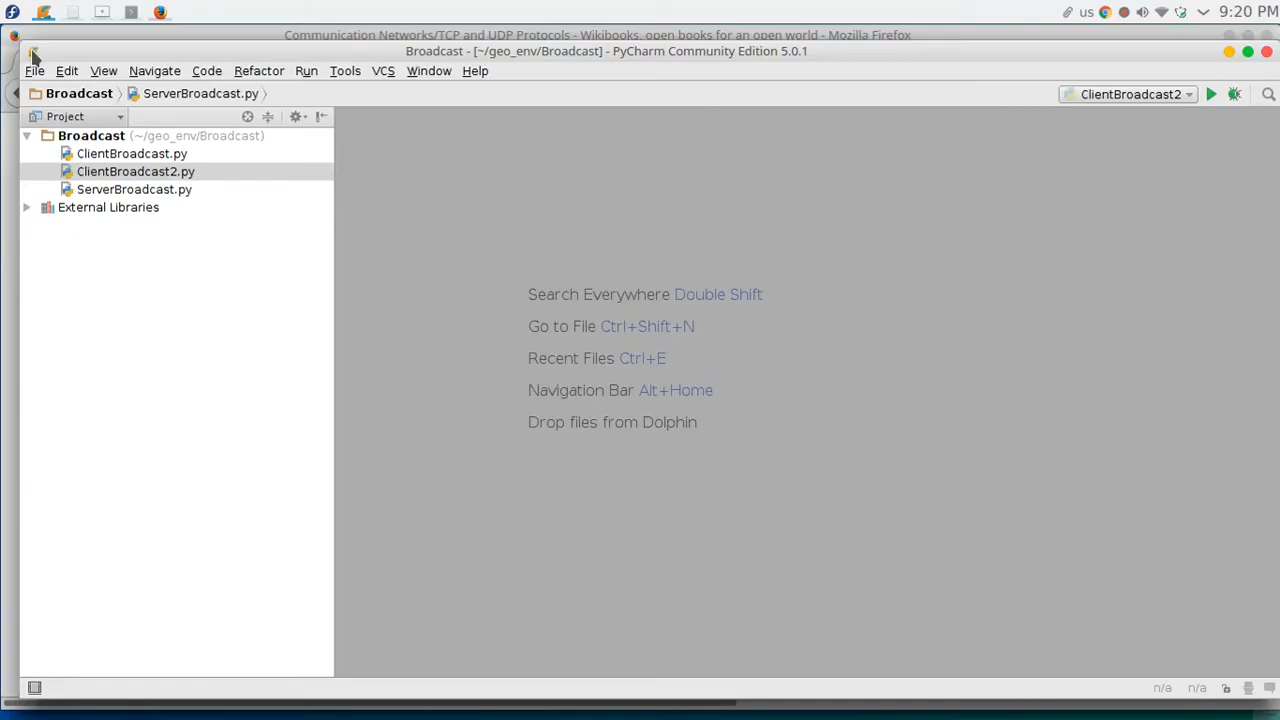 us 9:20 PM
Communication Networks/TCP and UDP Protocols - Wikibooks, open books for an open world - Mozilla Firefox
Broadcast - [~/geo_env/Broadcast] - PyCharm Community Edition 5.0.1
File Edit View Navigate Code Refactor Run Tools VCS Window Help
Broadcast ServerBroadcast.py ClientBroadcast2
Project
Broadcast (~/geo_env/Broadcast)
ClientBroadcast.py
ClientBroadcast2.py
ServerBroadcast.py
External Libraries
Search Everywhere Double Shift
Go to File Ctrl+Shift+N
Recent Files Ctrl+E
Navigation Bar Alt+Home
Drop files from Dolphin
n/a n/a